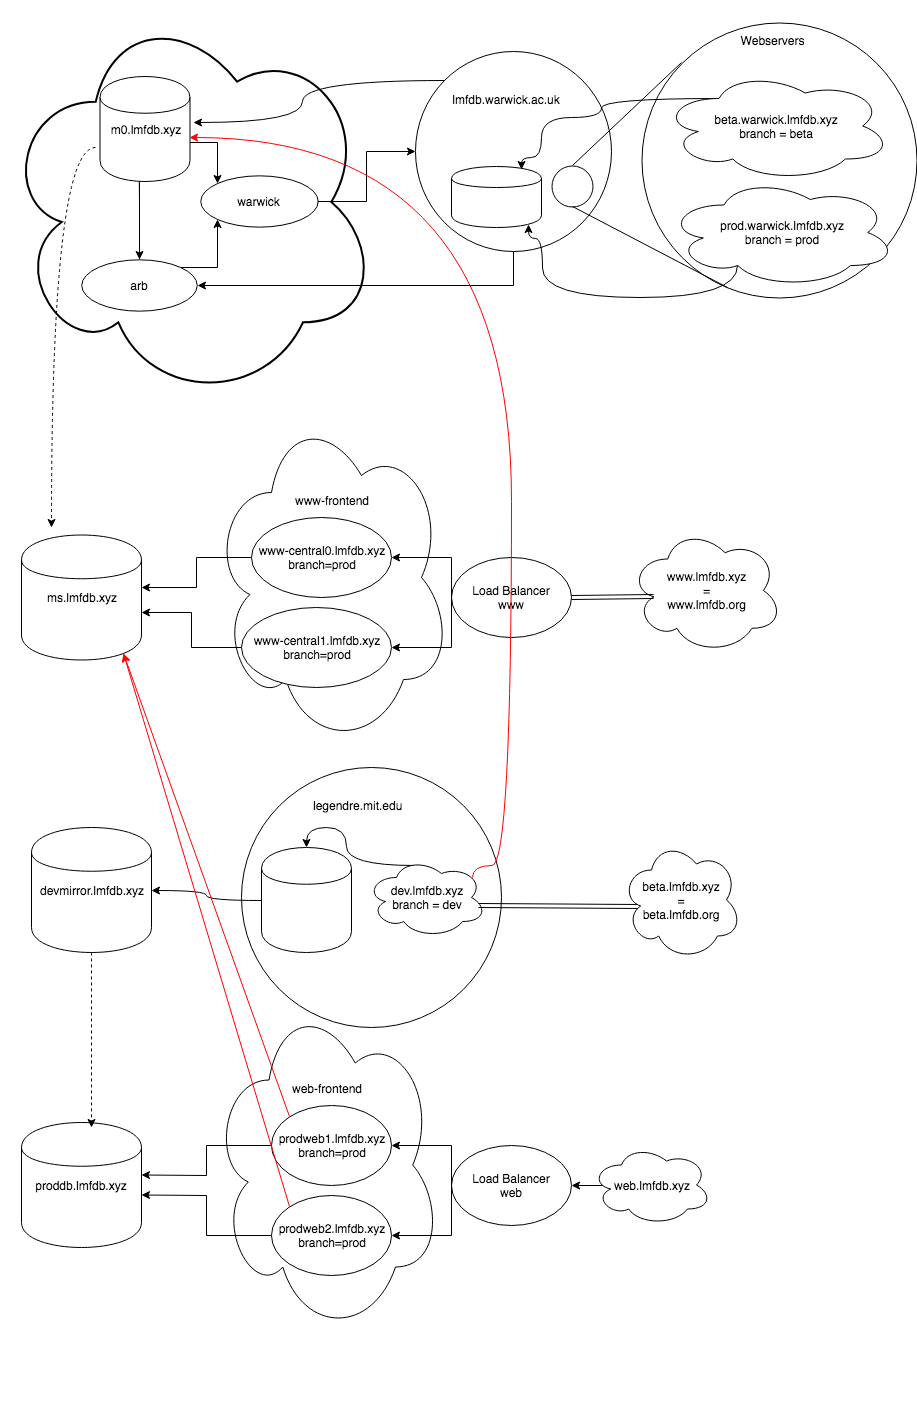 Webservers
lmfdb.warwick.ac.uk
beta.warwick.lmfdb.xyz
branch = beta
m0.lmfdb.xyz
warwick
prod.warwick.lmfdb.xyz
branch = prod
arb
www-frontend
www-central0.lmfdb.xyz
branch=prod
ms.lmfdb.xyz
Load Balancer
www
www.lmfdb.xyz
=
www.lmfdb.org
www-central1.lmfdb.xyz
branch=prod
legendre.mit.edu
devmirror.lmfdb.xyz
dev.lmfdb.xyz
branch = dev
beta.lmfdb.xyz
=
beta.lmfdb.org
web-frontend
prodweb1.lmfdb.xyz
branch=prod
proddb.lmfdb.xyz
Load Balancer
web
web.lmfdb.xyz
prodweb2.lmfdb.xyz
branch=prod